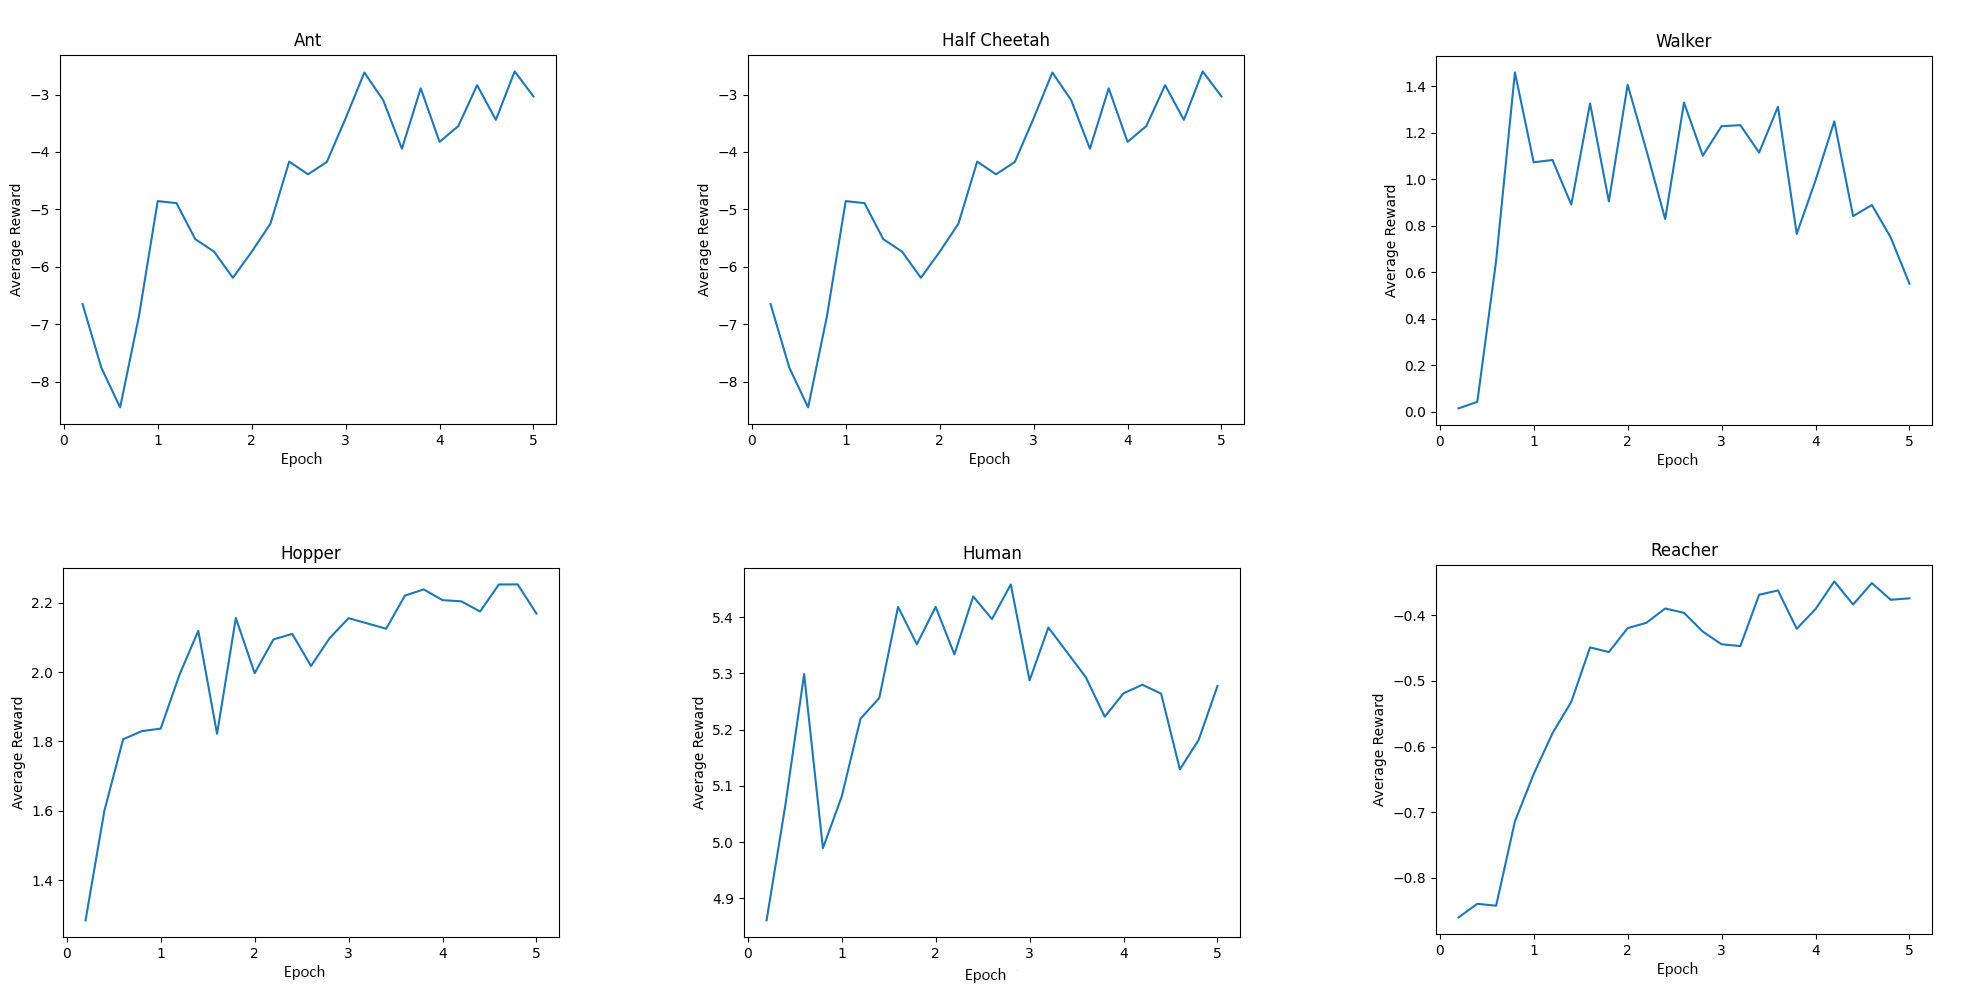 Ant
Average Reward
−3
−4
−5
−6
−7
−8
0 1 2 3 4 5
Epoch
Half Cheetah
Average Reward
−3
−4
−5
−6
−7
−8
0 1 2 3 4 5
Epoch
Walker
Average Reward
1.4
1.2
1.0
0.8
0.6
0.4
0.2
0.0
0 1 2 3 4 5
Epoch
Hopper
Average Reward
2.2
2.0
1.8
1.6
1.4
0 1 2 3 4 5
Epoch
Human
Average Reward
5.4
5.3
5.2
5.1
5.0
4.9
0 1 2 3 4 5
Epoch
Reacher
Average Reward
−0.4
−0.5
−0.6
−0.7
−0.8
0 1 2 3 4 5
Epoch